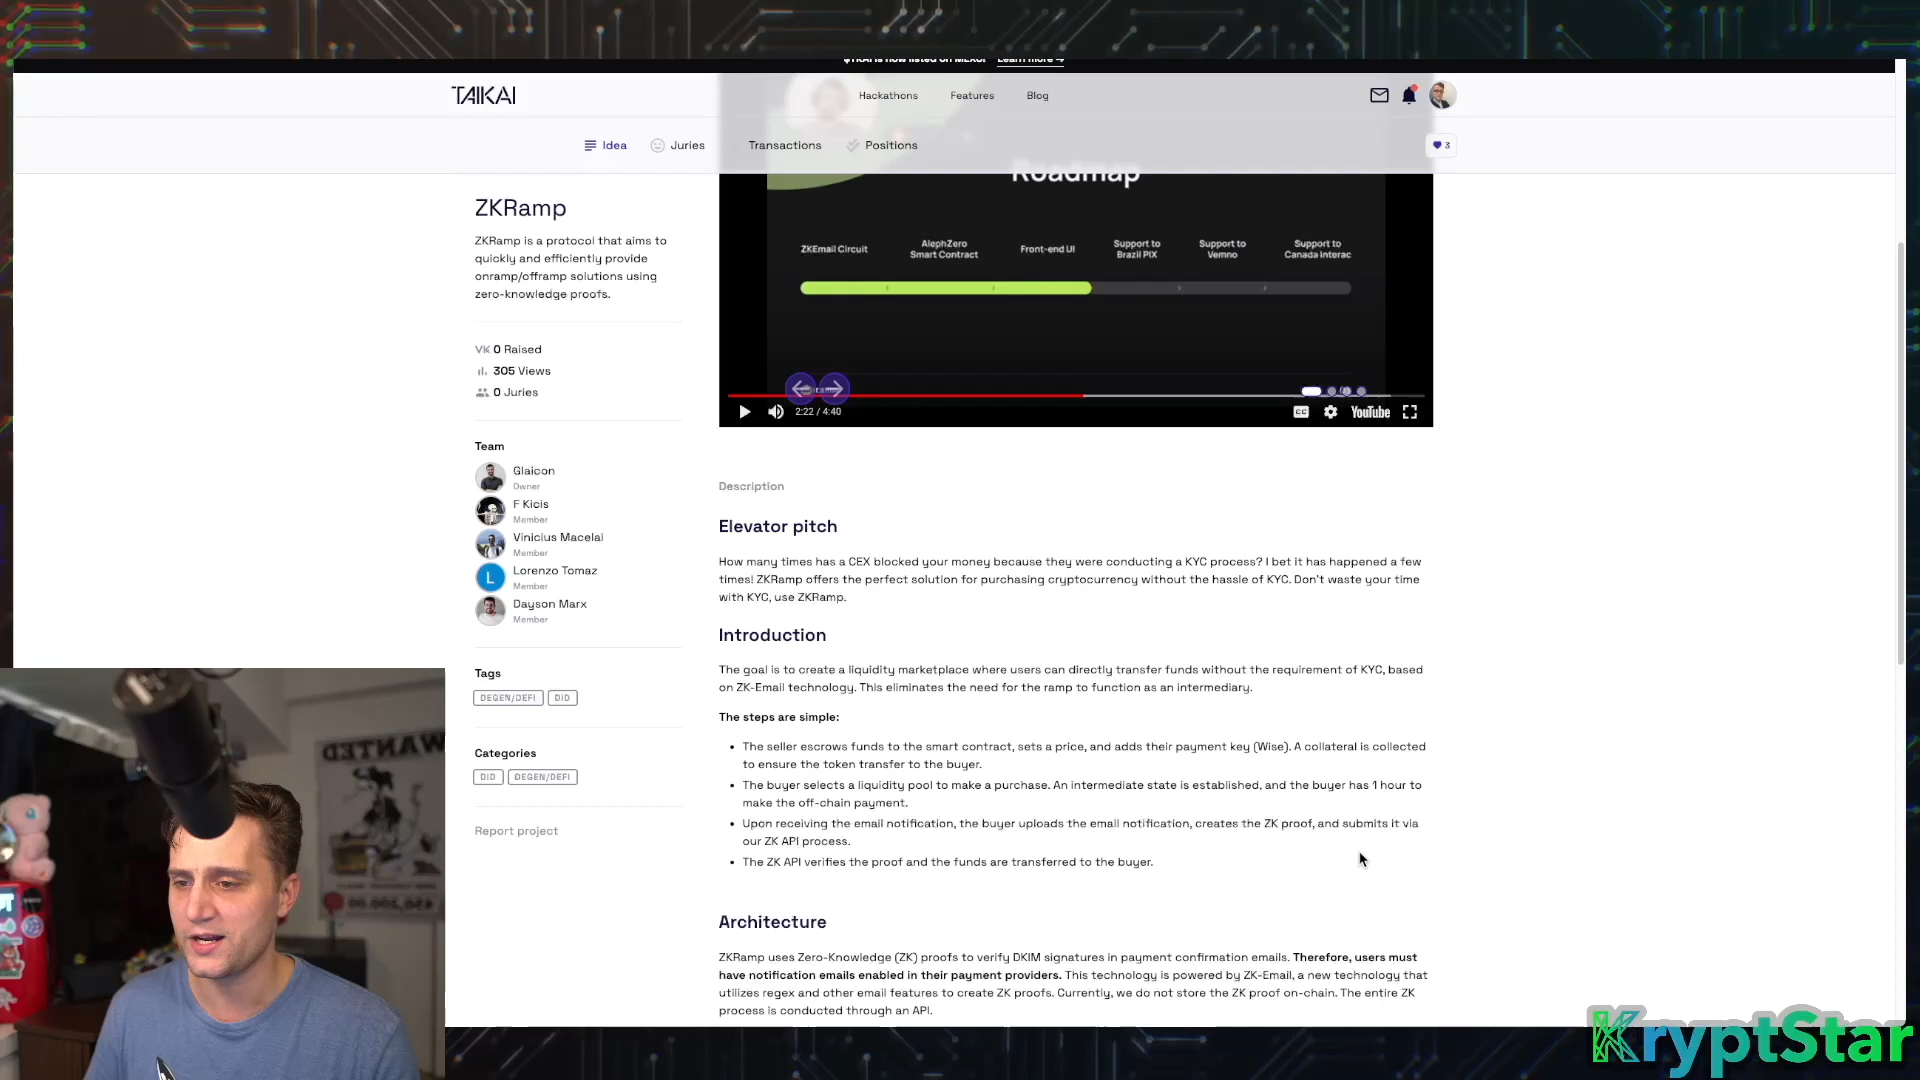 $TKAI is now listed on MEXC! Learn more →
TAIKAI
Hackathons
Features
Blog
Idea
Juries
Transactions
Positions
3
ZKRamp
ZKRamp is a protocol that aims to
quickly and efficiently provide
onramp/offramp solutions using
zero-knowledge proofs.
VK 0 Raised
305 Views
0 Juries
Team
Glaicon
Owner
F Kicis
Member
Vinicius Macelai
Member
L
Lorenzo Tomaz
Member
Dayson Marx
Member
Tags
DEGEN/DEFI
DID
Categories
DID
DEGEN/DEFI
Report project
Roadmap
ZKEmail Circuit
AlephZero
Smart Contract
Front-end UI
Support to
Brazil PIX
Support to
Vemno
Support to
Canada Interac
2:22 / 4:40
CC
YouTube
Description
Elevator pitch
How many times has a CEX blocked your money because they were conducting a KYC process? I bet it has happened a few
times! ZKRamp offers the perfect solution for purchasing cryptocurrency without the hassle of KYC. Don't waste your time
with KYC, use ZKRamp.
Introduction
The goal is to create a liquidity marketplace where users can directly transfer funds without the requirement of KYC, based
on ZK-Email technology. This eliminates the need for the ramp to function as an intermediary.
The steps are simple:
• The seller escrows funds to the smart contract, sets a price, and adds their payment key (Wise). A collateral is collected
to ensure the token transfer to the buyer.
• The buyer selects a liquidity pool to make a purchase. An intermediate state is established, and the buyer has 1 hour to
make the off-chain payment.
• Upon receiving the email notification, the buyer uploads the email notification, creates the ZK proof, and submits it via
our ZK API process.
• The ZK API verifies the proof and the funds are transferred to the buyer.
Architecture
ZKRamp uses Zero-Knowledge (ZK) proofs to verify DKIM signatures in payment confirmation emails. Therefore, users must
have notification emails enabled in their payment providers. This technology is powered by ZK-Email, a new technology that
utilizes regex and other email features to create ZK proofs. Currently, we do not store the ZK proof on-chain. The entire ZK
process is conducted through an API.
WANTED
KryptStar